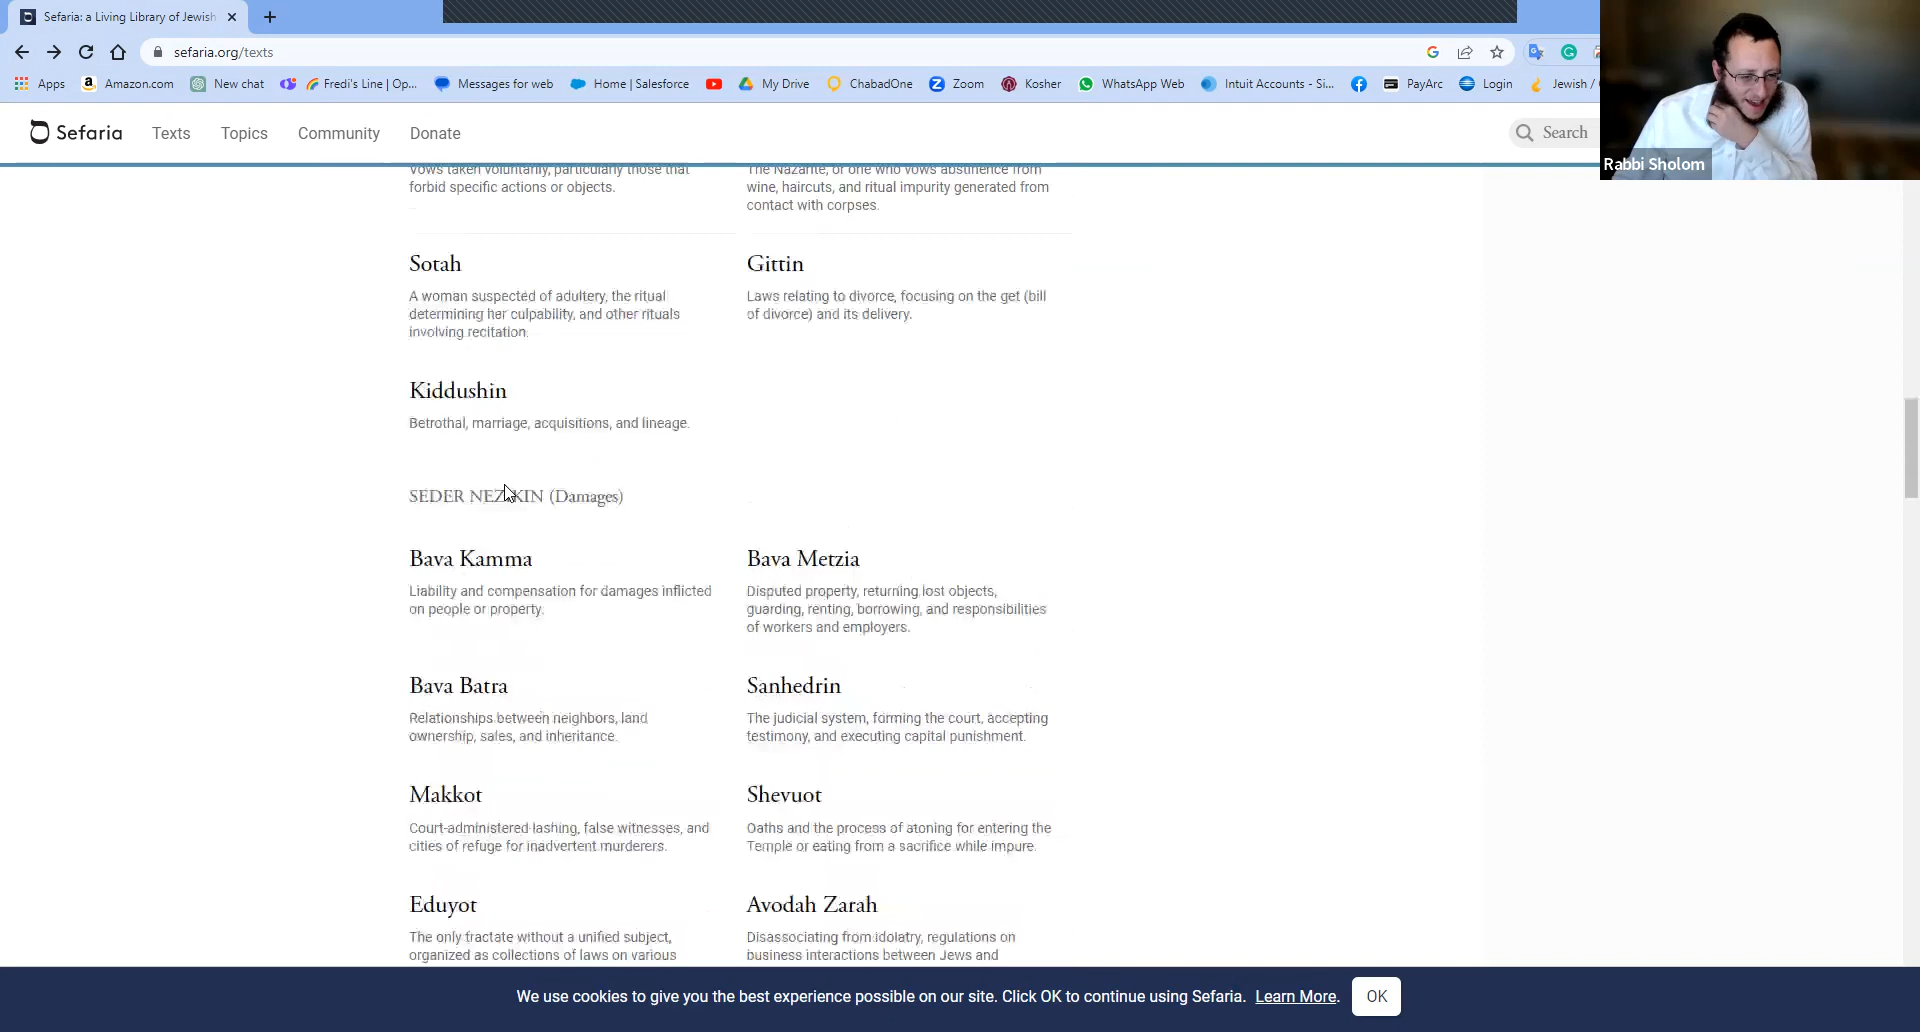 Sefaria: a Living Library of Jewish
sefaria.org/texts
Apps
Amazon.com
New chat
Fredi's Line | Op...
Messages for web
Home | Salesforce
My Drive
ChabadOne
Zoom
Kosher
WhatsApp Web
Intuit Accounts - Si...
PayArc
Login
Jewish /
Rabbi Sholom
Sefaria
Texts
Topics
Community
Donate
Search
Vows taken voluntarily, particularly those that
forbid specific actions or objects.
The Nazarite, or one who vows abstinence from
wine, haircuts, and ritual impurity generated from
contact with corpses.
Sotah
A woman suspected of adultery, the ritual
determining her culpability, and other rituals
involving recitation.
Gittin
Laws relating to divorce, focusing on the get (bill
of divorce) and its delivery.
Kiddushin
Betrothal, marriage, acquisitions, and lineage.
SEDER NEZIKIN (Damages)
Bava Kamma
Liability and compensation for damages inflicted
on people or property.
Bava Metzia
Disputed property, returning lost objects,
guarding, renting, borrowing, and responsibilities
of workers and employers.
Bava Batra
Relationships between neighbors, land
ownership, sales, and inheritance.
Sanhedrin
The judicial system, forming the court, accepting
testimony, and executing capital punishment.
Makkot
Court-administered lashing, false witnesses, and
cities of refuge for inadvertent murderers.
Shevuot
Oaths and the process of atoning for entering the
Temple or eating from a sacrifice while impure.
Eduyot
The only tractate without a unified subject,
organized as collections of laws on various
Avodah Zarah
Disassociating from idolatry, regulations on
business interactions between Jews and
We use cookies to give you the best experience possible on our site. Click OK to continue using Sefaria. Learn More.
OK